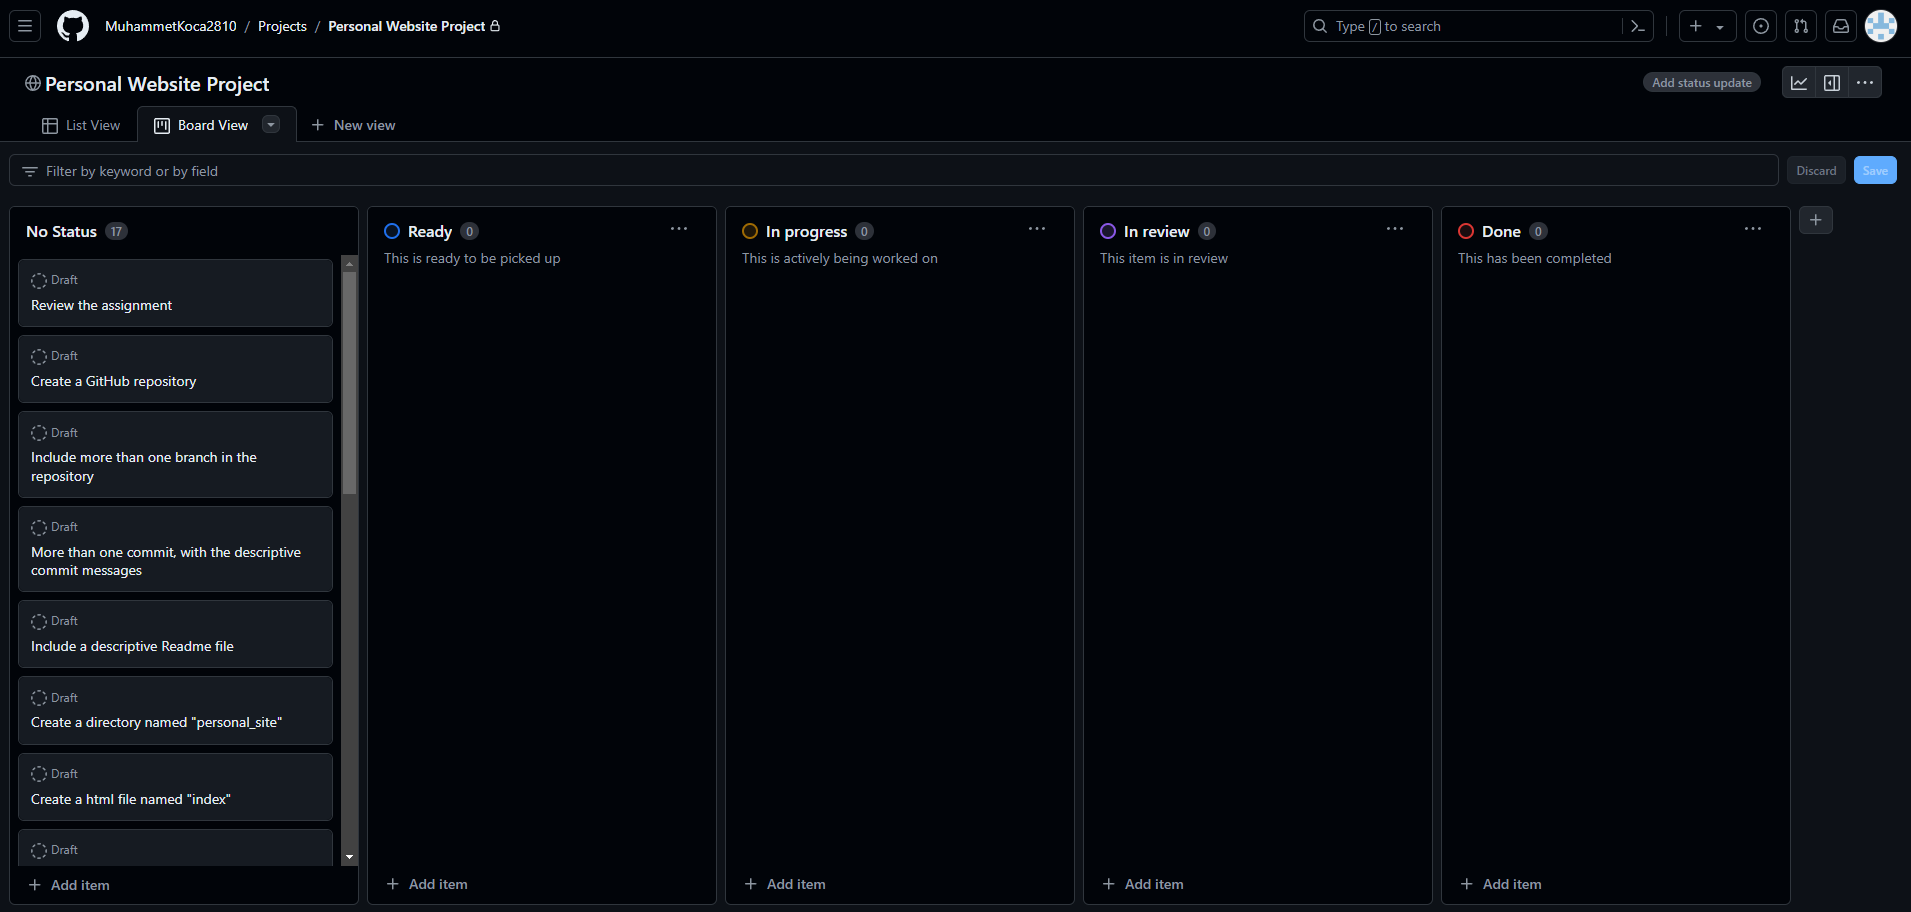 MuhammetKoca2810 / Projects / Personal Website Project
Type / to search
Personal Website Project
Add status update
List View
Board View
New view
Filter by keyword or by field
Discard
Save
No Status 17
Draft
Review the assignment
Draft
Create a GitHub repository
Draft
Include more than one branch in the
repository
Draft
More than one commit, with the descriptive
commit messages
Draft
Include a descriptive Readme file
Draft
Create a directory named "personal_site"
Draft
Create a html file named "index"
Draft
Add item
Ready 0
This is ready to be picked up
Add item
In progress 0
This is actively being worked on
Add item
In review 0
This item is in review
Add item
Done 0
This has been completed
Add item